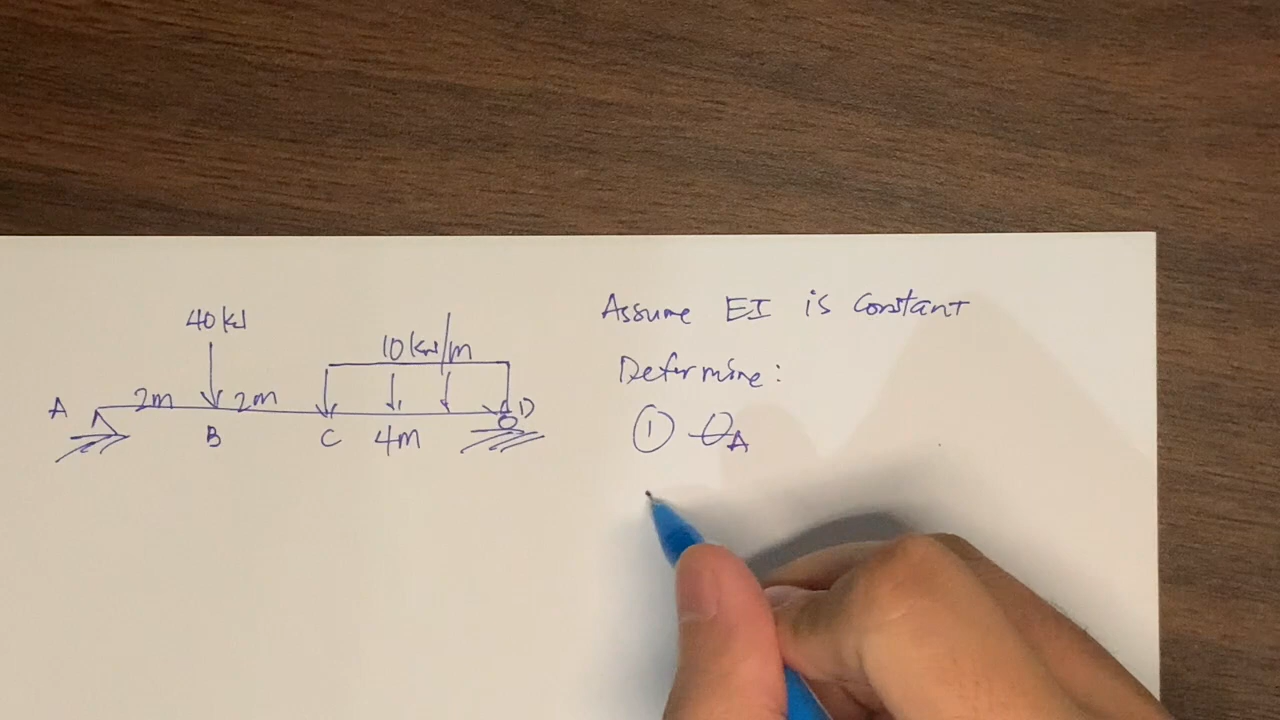 40 kN
10 kN/m
A 2m 2m D
B C 4m
Assume EI is constant
Determine:
① θA